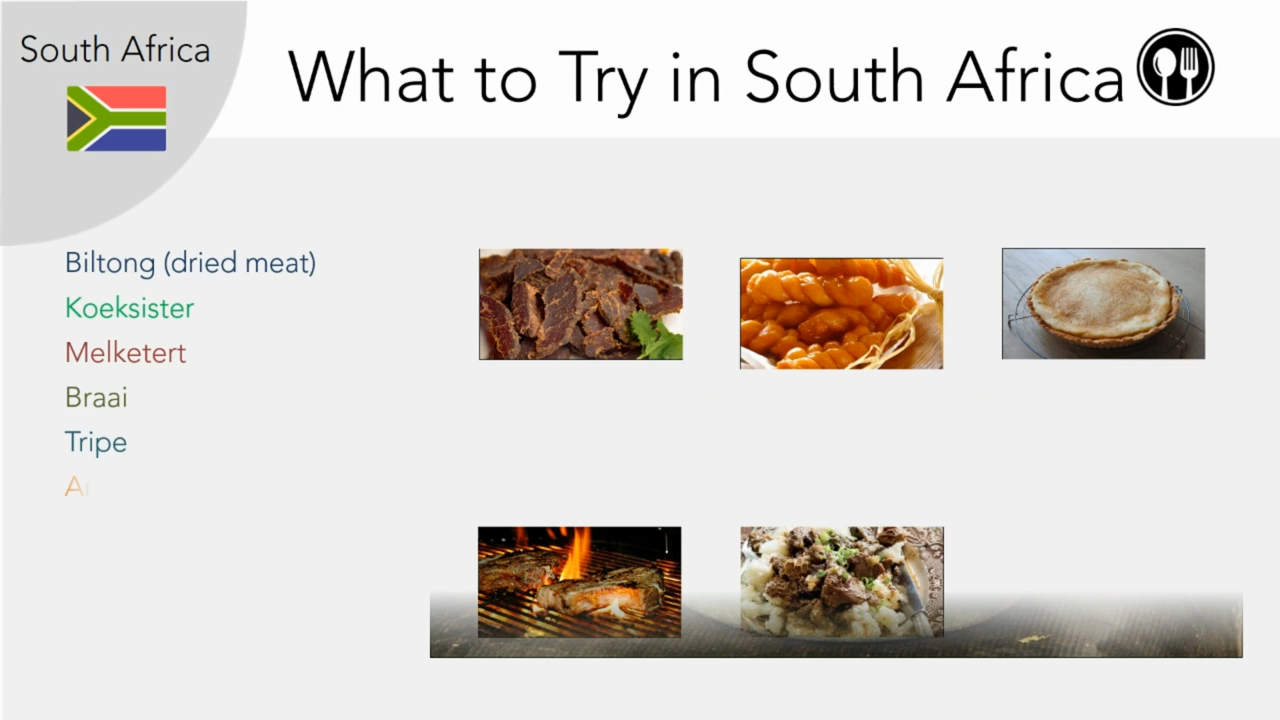 South Africa
What to Try in South Africa
Biltong (dried meat)
Koeksister
Melketert
Braai
Tripe